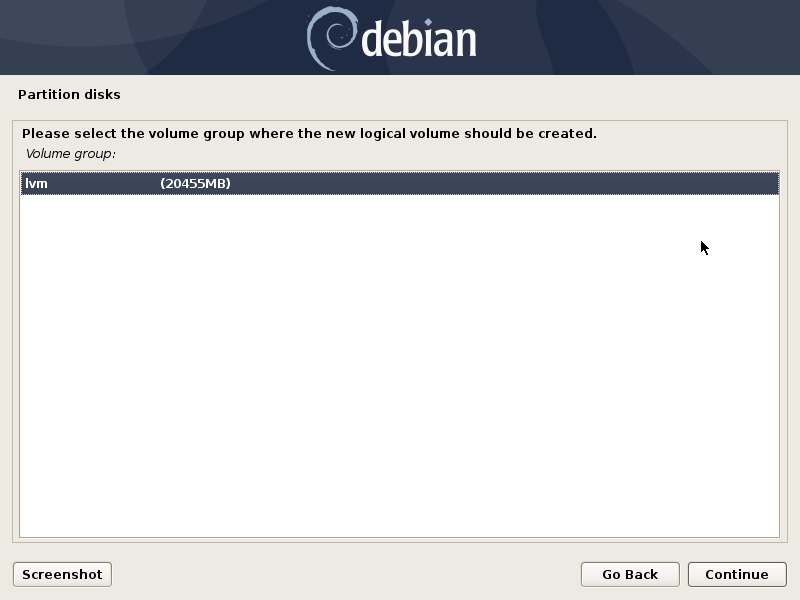 debian
Partition disks
Please select the volume group where the new logical volume should be created.
Volume group:
lvm (20455MB)
Screenshot
Go Back
Continue